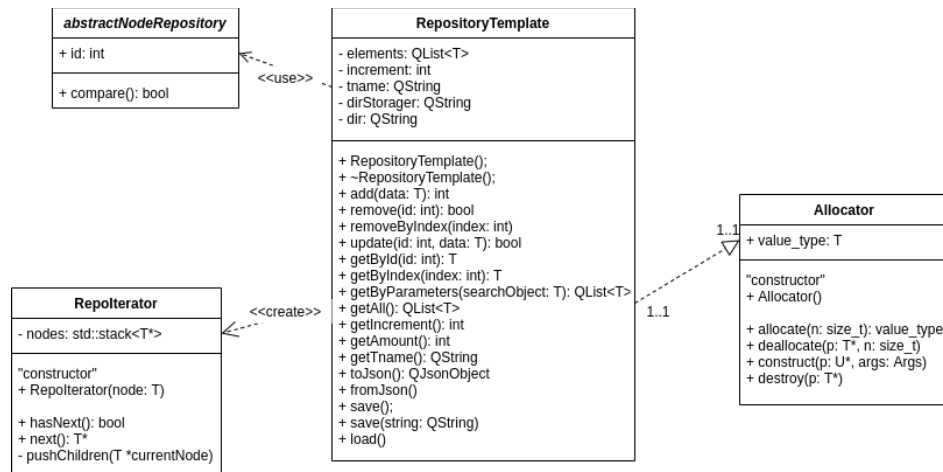 abstractNodeRepository
+ id: int
+ compare(): bool
<<use>>
RepositoryTemplate
- elements: QList<T>
- increment: int
- tname: QString
- dirStorager: QString
- dir: QString
+ RepositoryTemplate();
+ ~RepositoryTemplate();
+ add(data: T): int
+ remove(id: int): bool
+ removeByIndex(index: int)
+ update(id: int, data: T): bool
+ getById(id: int): T
+ getByIndex(index: int): T
+ getByParameters(searchObject: T): QList<T>
+ getAll(): QList<T>
+ getIncrement(): int
+ getAmount(): int
+ getTname(): QString
+ toJson(): QJsonObject
+ fromJson()
+ save();
+ save(string: QString)
+ load()
1..1
1..1
Allocator
+ value_type: T
"constructor"
+ Allocator()
+ allocate(n: size_t): value_type
+ deallocate(p: T*, n: size_t)
+ construct(p: U*, args: Args)
+ destroy(p: T*)
<<create>>
RepoIterator
- nodes: std::stack<T*>
"constructor"
+ RepoIterator(node: T)
+ hasNext(): bool
+ next(): T*
- pushChildren(T *currentNode)